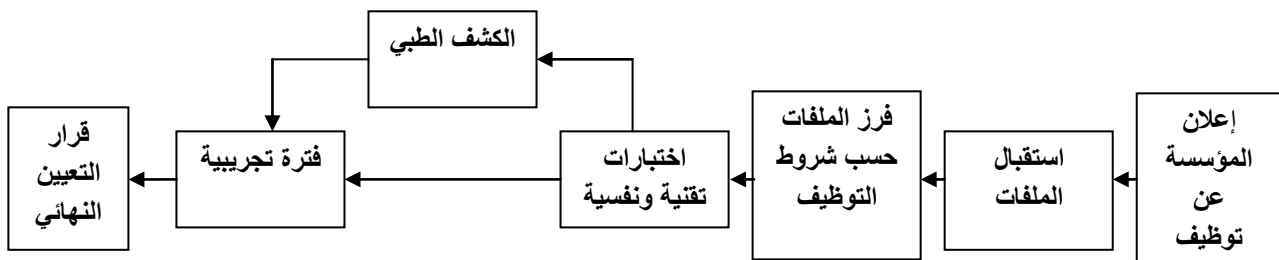 إعلان
المؤسسة
عن
توظيف
استقبال
الملفات
فرز الملفات
حسب شروط
التوظيف
اختبارات
تقنية ونفسية
الكشف الطبي
فترة تجريبية
قرار
التعيين
النهائي